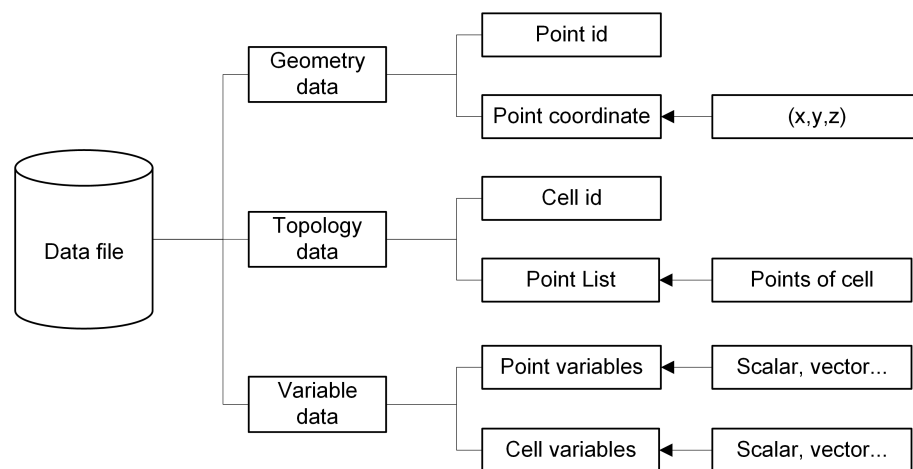 Data file
Geometry
data
Point id
Point coordinate
(x,y,z)
Topology
data
Cell id
Point List
Points of cell
Variable
data
Point variables
Scalar, vector...
Cell variables
Scalar, vector...